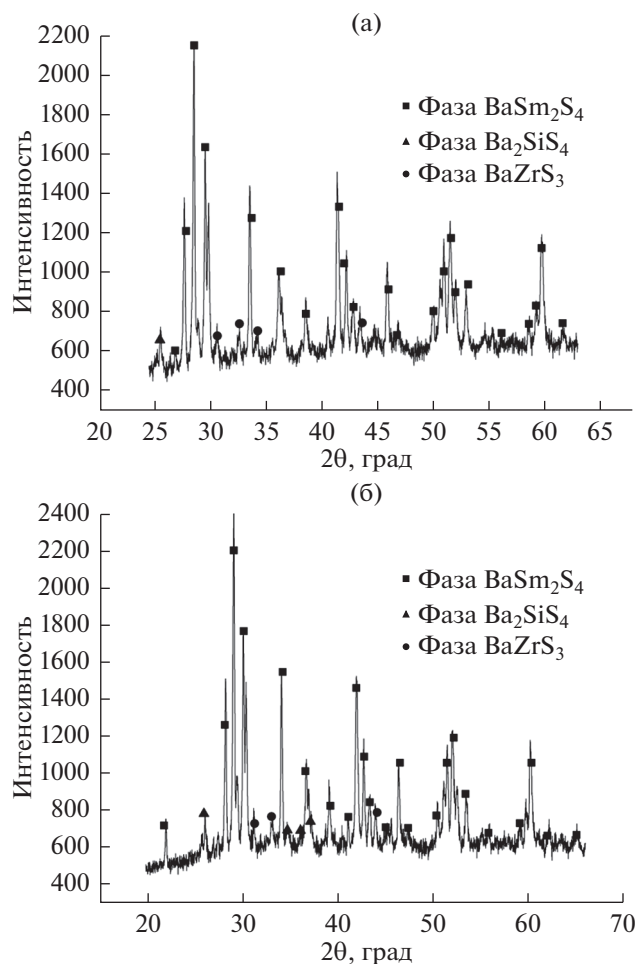 (а)
2200
2000
1800
1600
1400
1200
1000
800
600
400
Интенсивность
Фаза BaSm₂S₄
Фаза Ba₂SiS₄
Фаза BaZrS₃
20 25 30 35 40 45 50 55 60 65
2θ, град
(б)
2400
2200
2000
1800
1600
1400
1200
1000
800
600
400
Интенсивность
Фаза BaSm₂S₄
Фаза Ba₂SiS₄
Фаза BaZrS₃
20 30 40 50 60 70
2θ, град